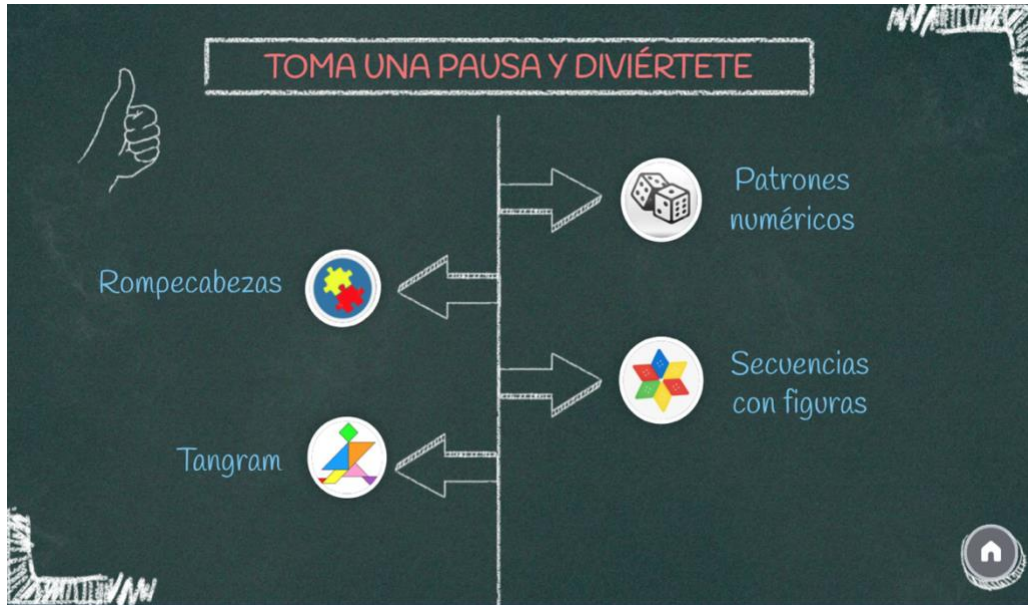 TOMA UNA PAUSA Y DIVIÉRTETE
Patrones
numéricos
Rompecabezas
Secuencias
con figuras
Tangram